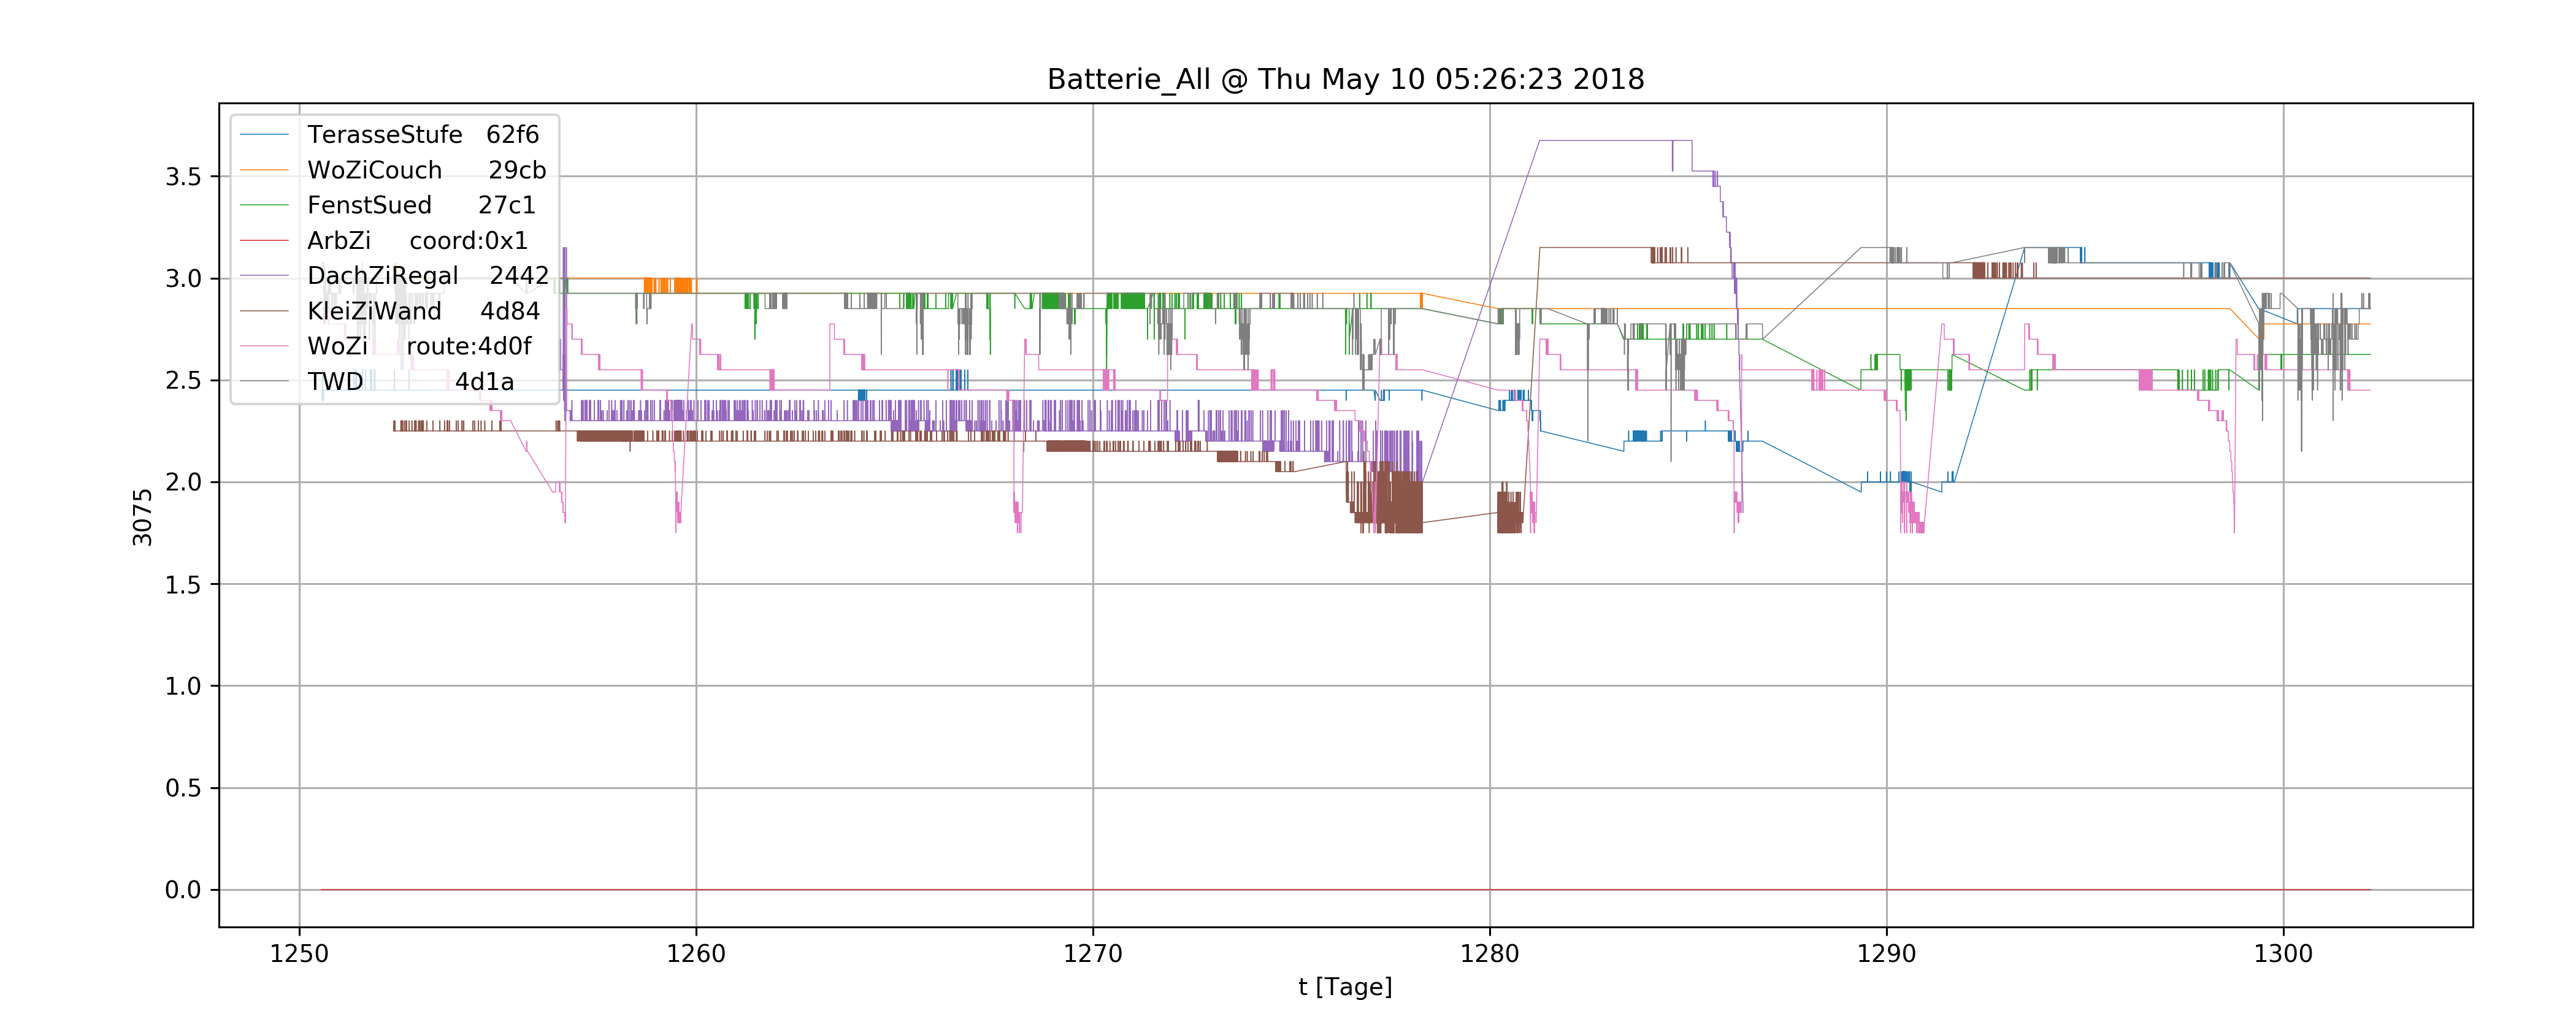 Batterie_All @ Thu May 10 05:26:23 2018
TerasseStufe 62f6
WoZiCouch 29cb
FenstSued 27c1
ArbZi coord:0x1
DachZiRegal 2442
KleiZiWand 4d84
WoZi route:4d0f
TWD 4d1a
3.5
3.0
2.5
2.0
1.5
1.0
0.5
0.0
3075
1250 1260 1270 1280 1290 1300
t [Tage]